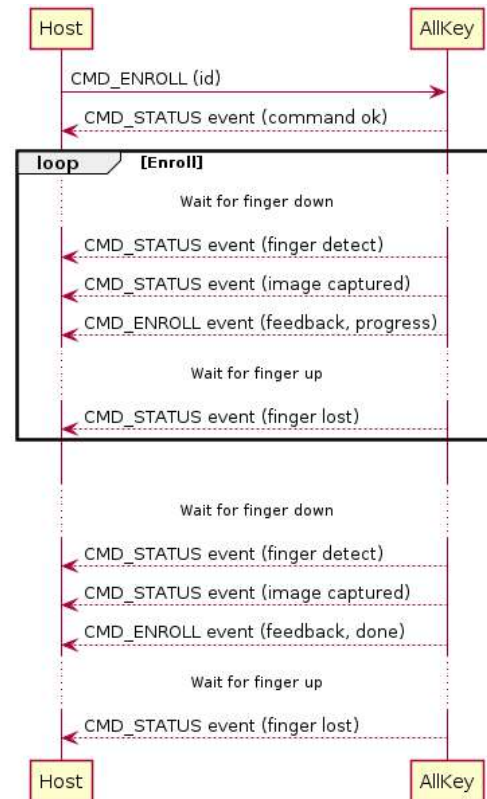 Host AllKey
CMD_ENROLL (id)
CMD_STATUS event (command ok)
loop [Enroll]
Wait for finger down
CMD_STATUS event (finger detect)
CMD_STATUS event (image captured)
CMD_ENROLL event (feedback, progress)
Wait for finger up
CMD_STATUS event (finger lost)
Wait for finger down
CMD_STATUS event (finger detect)
CMD_STATUS event (image captured)
CMD_ENROLL event (feedback, done)
Wait for finger up
CMD_STATUS event (finger lost)
Host AllKey